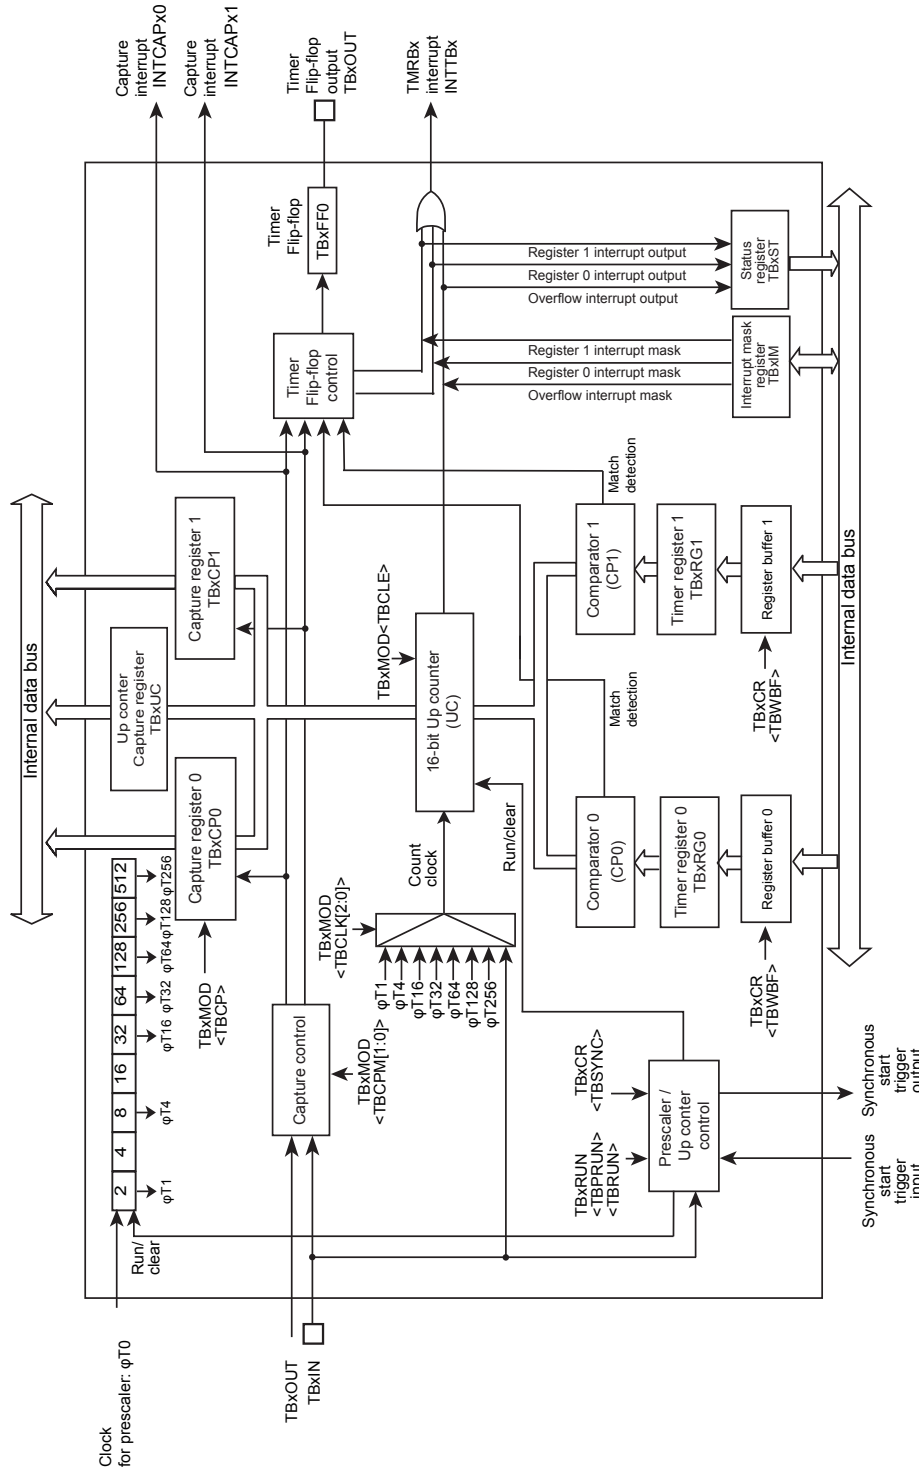 Internal data bus
Clock
for prescaler: φT0
Run/
clear
2
4
8
16
32
64
128
256
512
φT1
φT4
φT16
φT32
φT64
φT128
φT256
TBxMOD
<TBCP>
Capture register 0
TBxCP0
Up conter
Capture register
TBxUC
Capture register 1
TBxCP1
Capture
interrupt
INTCAPx0
Capture
interrupt
INTCAPx1
TBxOUT
TBxIN
Capture control
TBxMOD
<TBCPM[1:0]>
TBxMOD
<TBCLK[2:0]>
φT1
φT4
φT16
φT32
φT64
φT128
φT256
Count
clock
TBxMOD<TBCLE>
16-bit Up counter
(UC)
Run/clear
Timer
Flip-flop
control
Timer
Flip-flop
TBxFF0
Timer
Flip-flop
output
TBxOUT
TMRBx
interrupt
INTTBx
Register 1 interrupt output
Register 0 interrupt output
Overflow interrupt output
Register 1 interrupt mask
Register 0 interrupt mask
Overflow interrupt mask
Status
register
TBxST
Interrupt mask
register
TBxIM
Match
detection
Match
detection
Comparator 0
(CP0)
Comparator 1
(CP1)
Timer register 0
TBxRG0
Timer register 1
TBxRG1
Register buffer 0
Register buffer 1
TBxCR
<TBWBF>
TBxCR
<TBWBF>
TBxRUN
<TBPRUN>
<TBRUN>
TBxCR
<TBSYNC>
Prescaler /
Up conter
control
Synchronous
start
trigger
input
Synchronous
start
trigger
output
Internal data bus